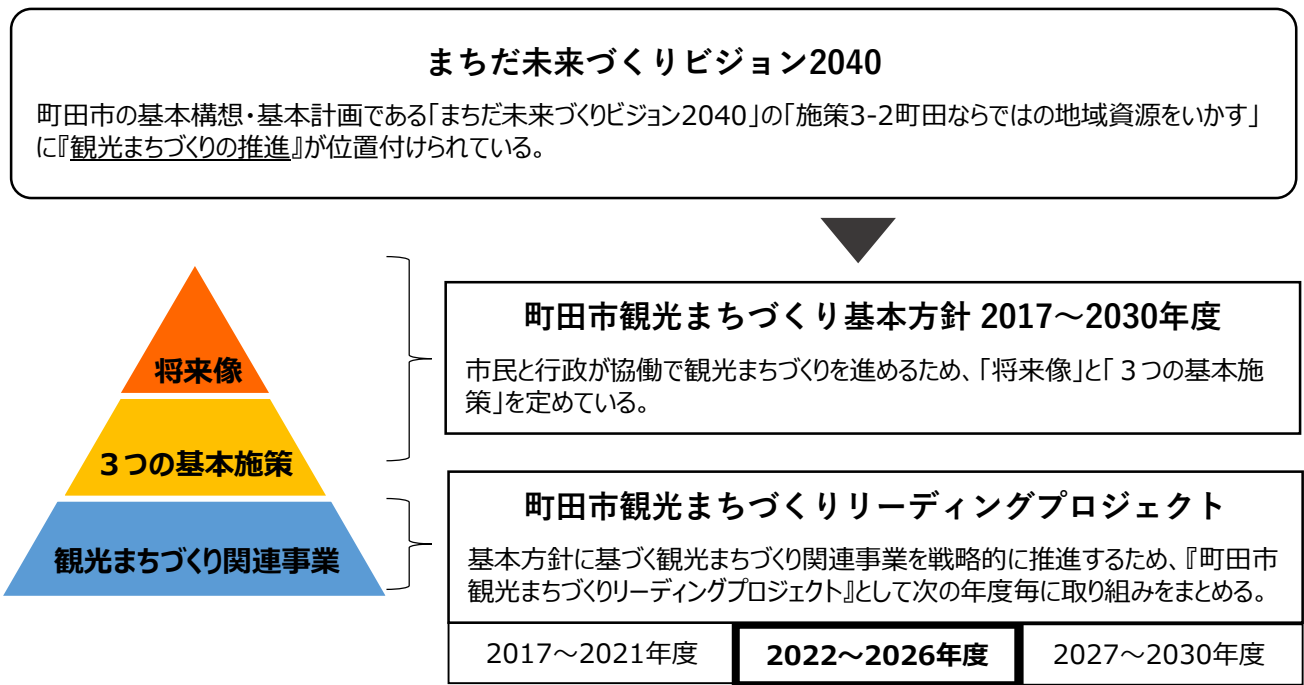 まちだ未来づくりビジョン2040
町田市の基本構想・基本計画である「まちだ未来づくりビジョン2040」の「施策3-2町田ならではの地域資源をいかす」
に『観光まちづくりの推進』が位置付けられている。
将来像
３つの基本施策
観光まちづくり関連事業
町田市観光まちづくり基本方針 2017～2030年度
市民と行政が協働で観光まちづくりを進めるため、「将来像」と「３つの基本施
策」を定めている。
町田市観光まちづくりリーディングプロジェクト
基本方針に基づく観光まちづくり関連事業を戦略的に推進するため、『町田市
観光まちづくりリーディングプロジェクト』として次の年度毎に取り組みをまとめる。
2017～2021年度
2022～2026年度
2027～2030年度